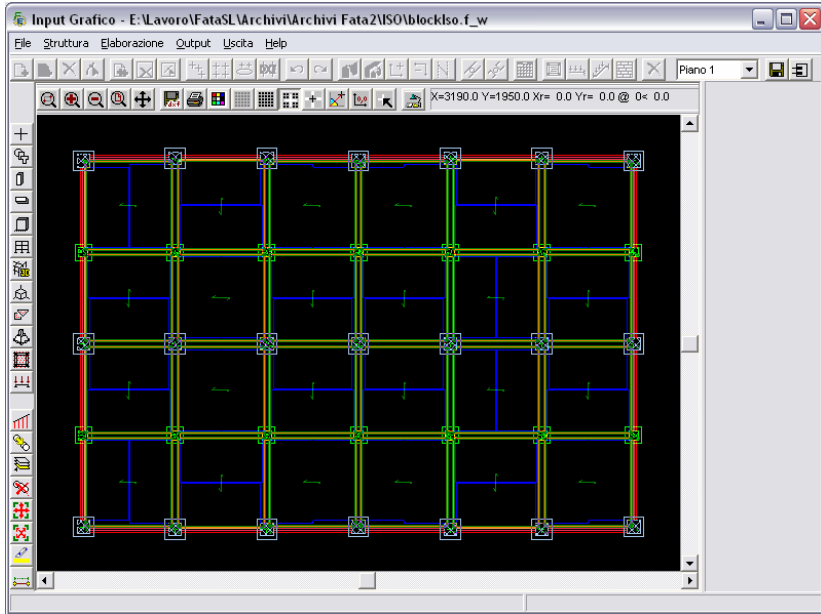 Input Grafico - E:\Lavoro\FataSL\Archivi\Archivi Fata2\ISO\blockIso.f_w
File Struttura Elaborazione Output Uscita Help
Piano 1
X=3190.0 Y=1950.0 Xr= 0.0 Yr= 0.0 @ 0< 0.0